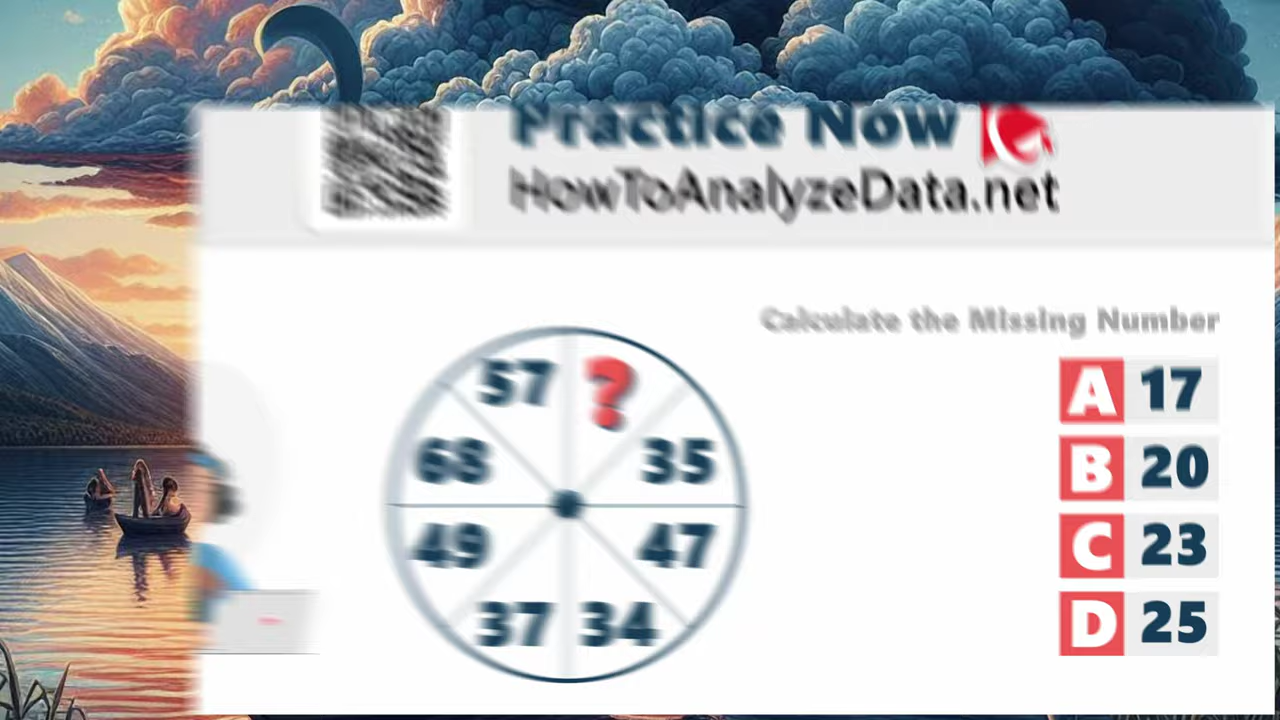 Practice Now
HowToAnalyzeData.net
Calculate the Missing Number
57 ?
68 35
49 47
37 34
A 17
B 20
C 23
D 25